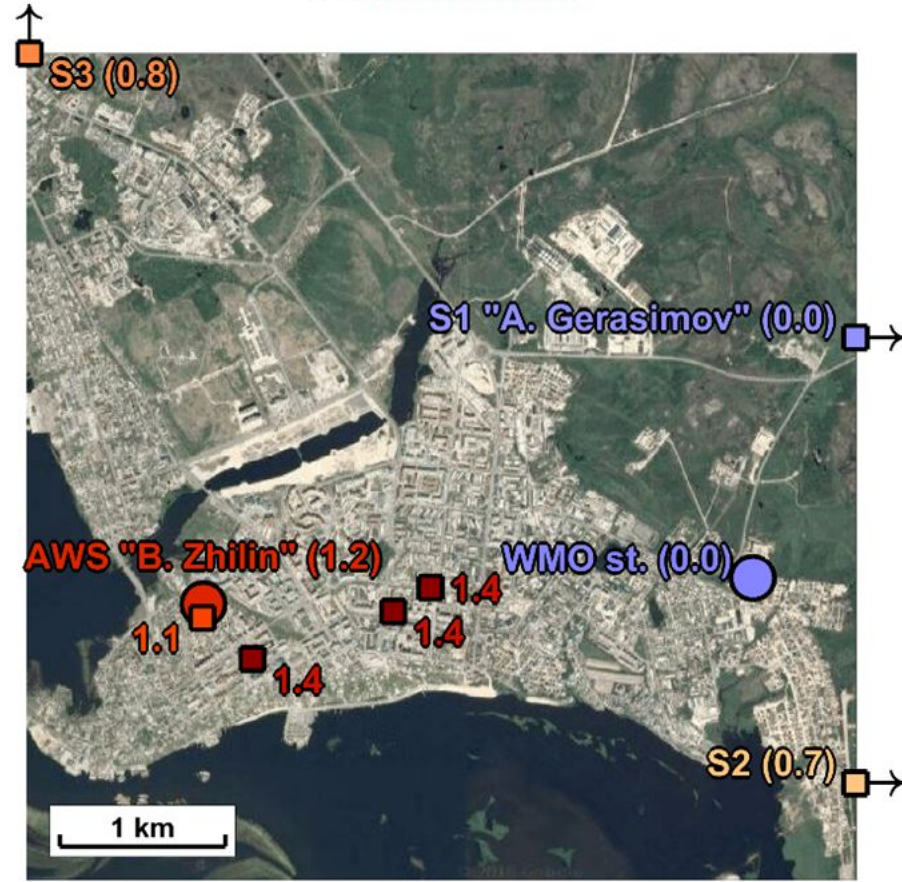 S3 (0.8)
S1 "A. Gerasimov" (0.0)
AWS "B. Zhilin" (1.2)
WMO st. (0.0)
1.4
1.4
1.1
1.4
S2 (0.7)
1 km